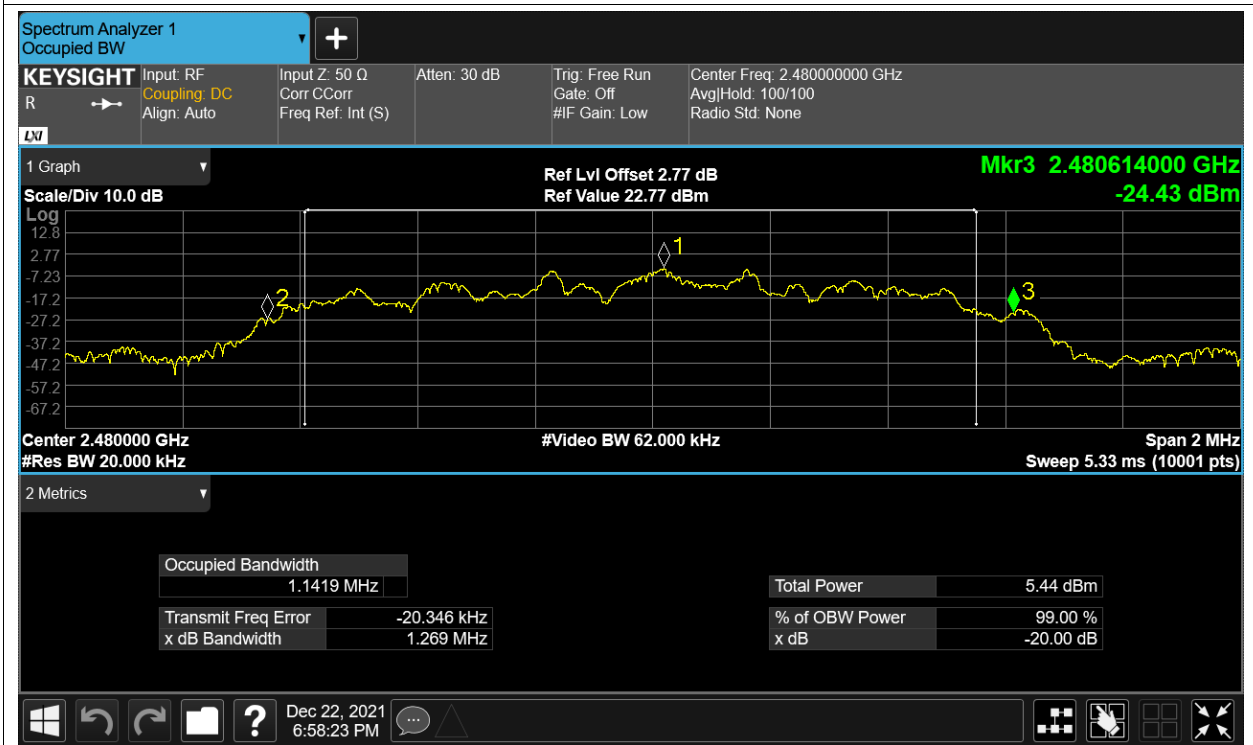 Spectrum Analyzer 1
Occupied BW
KEYSIGHT
R
LXI
Input: RF
Coupling: DC
Align: Auto
Input Z: 50 Ω
Corr CCorr
Freq Ref: Int (S)
Atten: 30 dB
Trig: Free Run
Gate: Off
#IF Gain: Low
Center Freq: 2.480000000 GHz
Avg|Hold: 100/100
Radio Std: None
1 Graph
Scale/Div 10.0 dB
Ref Lvl Offset 2.77 dB
Ref Value 22.77 dBm
Mkr3 2.480614000 GHz
-24.43 dBm
Log
12.8
2.77
-7.23
-17.2
-27.2
-37.2
-47.2
-57.2
-67.2
1
2
3
Center 2.480000 GHz
#Video BW 62.000 kHz
Span 2 MHz
#Res BW 20.000 kHz
Sweep 5.33 ms (10001 pts)
2 Metrics
Occupied Bandwidth
1.1419 MHz
Total Power 5.44 dBm
Transmit Freq Error -20.346 kHz
% of OBW Power 99.00 %
x dB Bandwidth 1.269 MHz
x dB -20.00 dB
?
Dec 22, 2021
6:58:23 PM